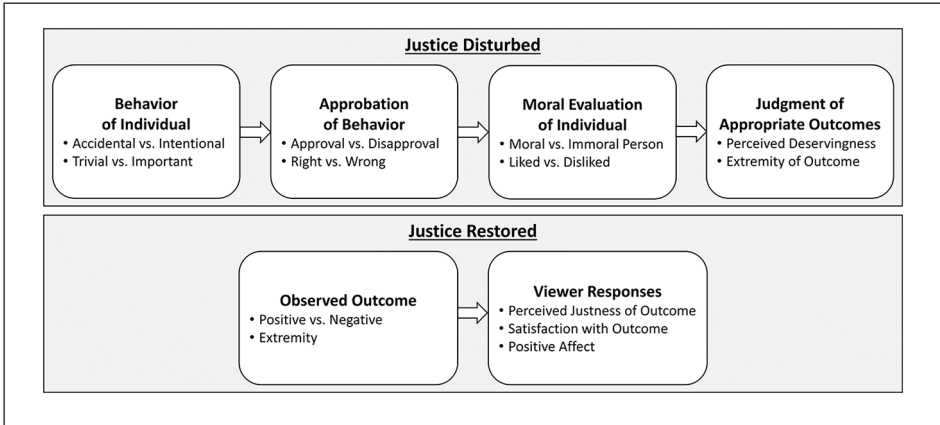 Justice Disturbed
Behavior
of Individual
• Accidental vs. Intentional
• Trivial vs. Important
Approbation
of Behavior
• Approval vs. Disapproval
• Right vs. Wrong
Moral Evaluation
of Individual
• Moral vs. Immoral Person
• Liked vs. Disliked
Judgment of
Appropriate Outcomes
• Perceived Deservingness
• Extremity of Outcome
Justice Restored
Observed Outcome
• Positive vs. Negative
• Extremity
Viewer Responses
• Perceived Justness of Outcome
• Satisfaction with Outcome
• Positive Affect